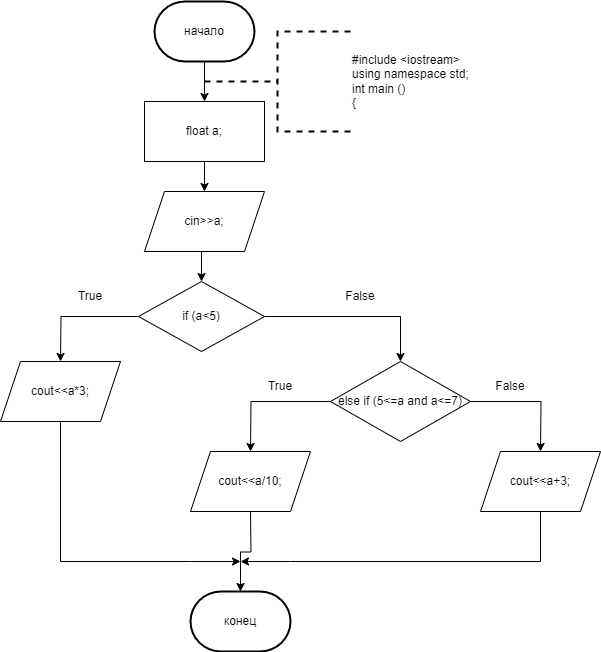 начало
#include <iostream>
using namespace std;
int main ()
{
float a;
cin>>a;
True
False
if (a<5)
cout<<a*3;
True
False
else if (5<=a and a<=7)
cout<<a/10;
cout<<a+3;
конец